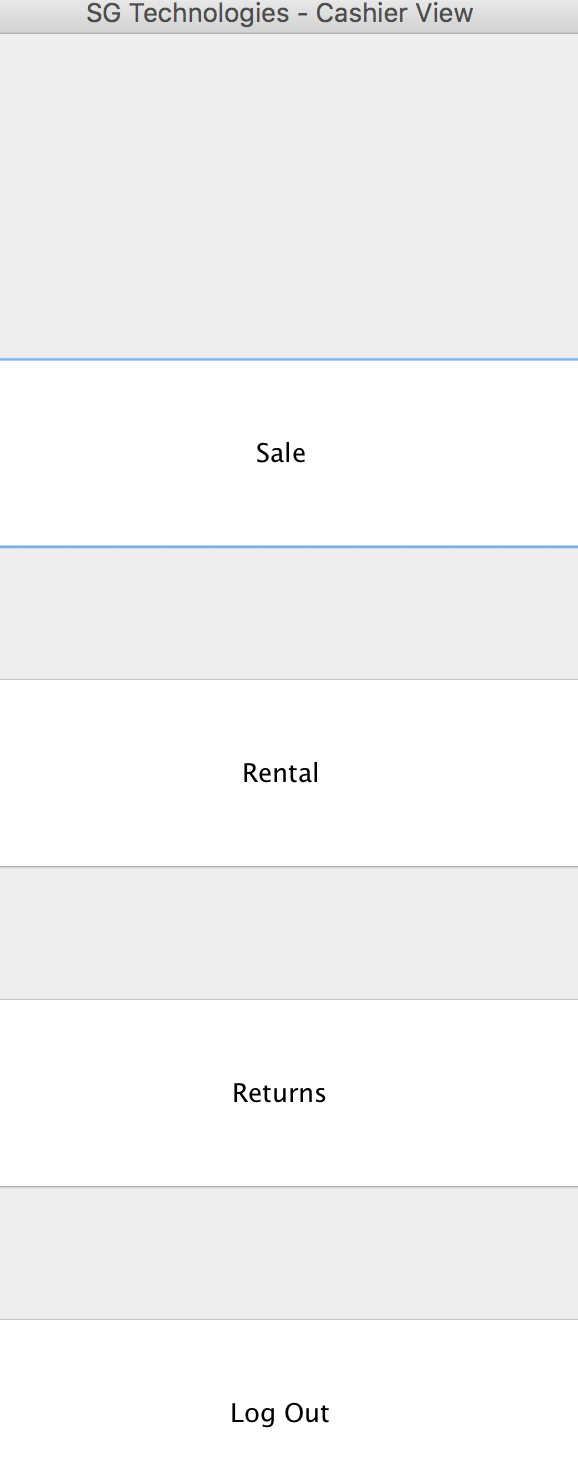 SG Technologies - Cashier View
Sale
Rental
Returns
Log Out